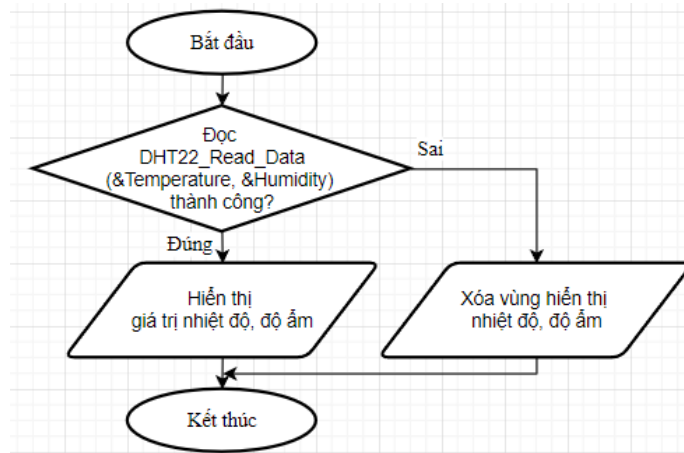 Bắt đầu
Đọc
DHT22_Read_Data
(&Temperature, &Humidity)
thành công?
Sai
Đúng
Hiển thị
giá trị nhiệt độ, độ ẩm
Xóa vùng hiển thị
nhiệt độ, độ ẩm
Kết thúc